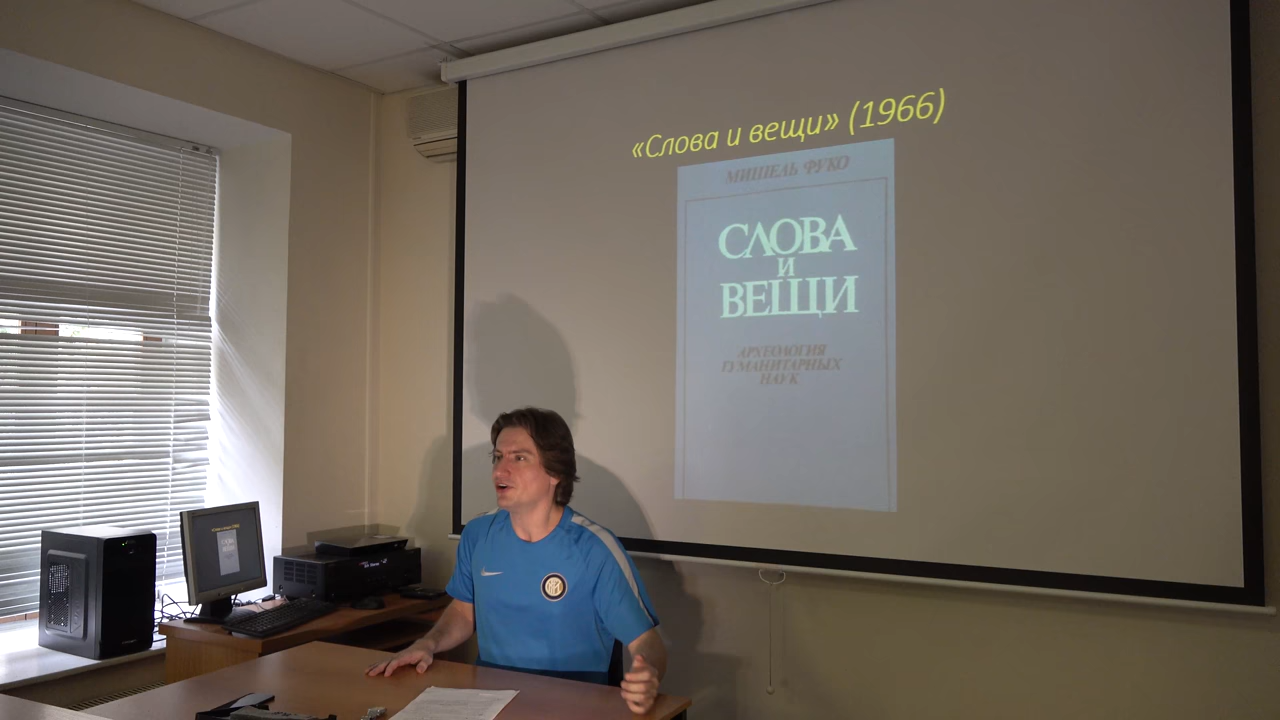 «Слова и вещи» (1966)
МИШЕЛЬ ФУКО
СЛОВА
И
ВЕЩИ
АРХЕОЛОГИЯ
ГУМАНИТАРНЫХ
НАУК